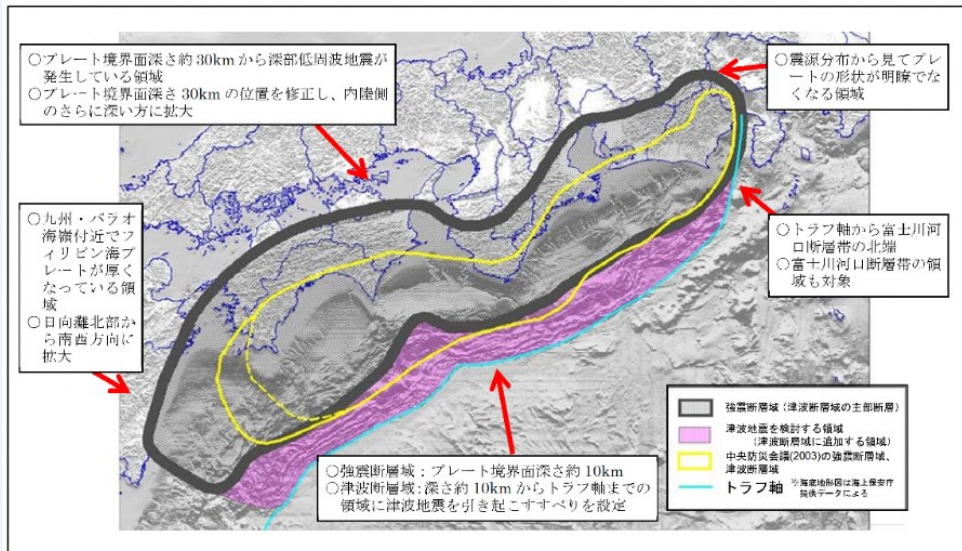 ○プレート境界面深さ約30kmから深部低周波地震が
発生している領域
○プレート境界面深さ30kmの位置を修正し、内陸側
のさらに深い方に拡大
○震源分布から見てプレー
トの形状が明瞭でな
くなる領域
○九州・パラオ
海嶺付近でフ
ィリピン海プ
レートが厚く
なっている領
域
○日向灘北部か
ら南西方向に
拡大
○トラフ軸から富士川河
口断層帯の北端
○富士川河口断層帯の領
域も対象
○強震断層域：プレート境界面深さ約10km
○津波断層域：深さ約10kmからトラフ軸までの
領域に津波地震を引き起こすすべりを設定
強震断層域(津波断層域の主部断層)
津波地震を検討する領域
(津波断層域に追加する領域)
中央防災会議(2003)の強震断層域、
津波断層域
トラフ軸 ※海底地形図は海上保安庁
提供データによる